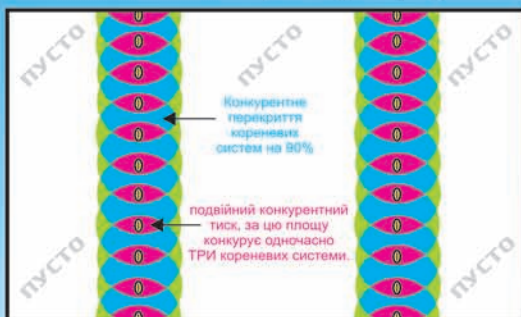 пусто
пусто
пусто
Конкурентне
перекриття
кореневих
систем на 90%
подвійний конкурентний
тиск, за цю площу
конкурує одночасно
ТРИ кореневих системи.
пусто
пусто
пусто